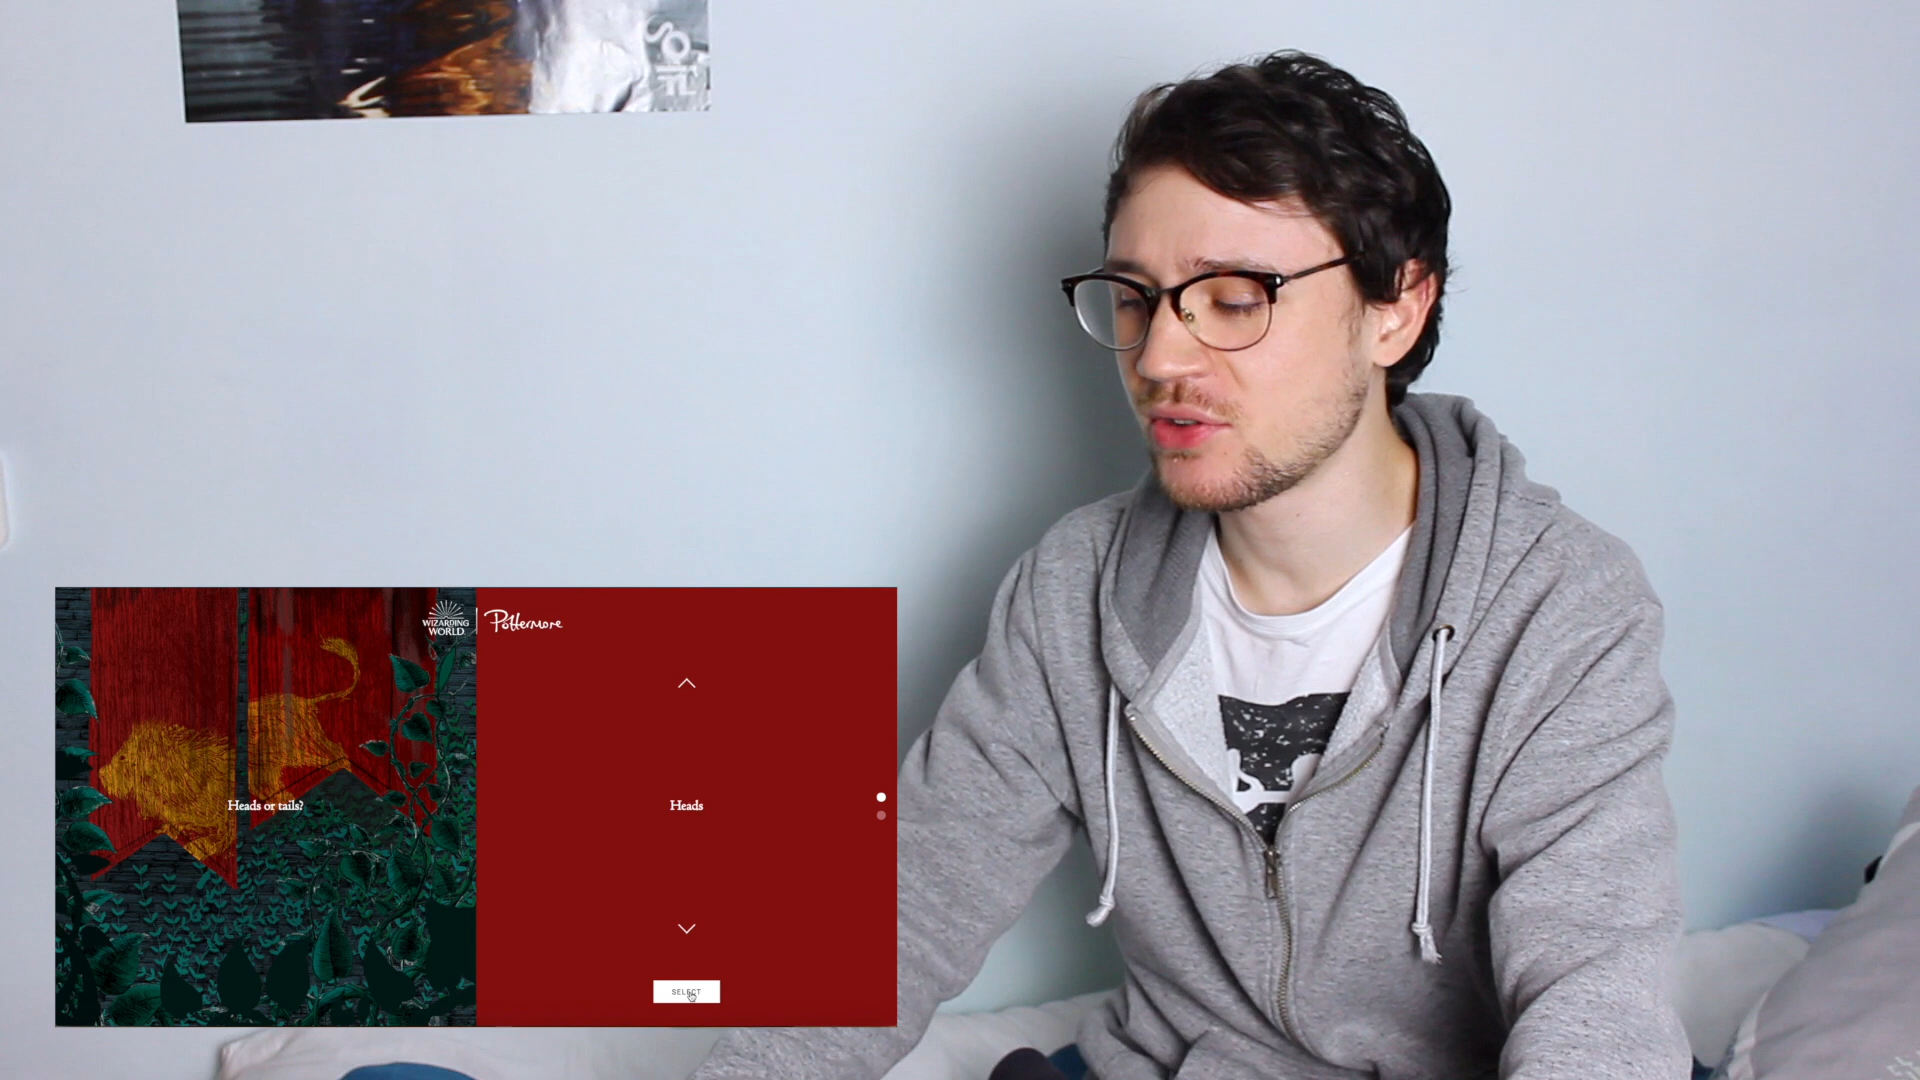 WIZARDING
WORLD
Pottermore
Heads or tails?
Heads
SELECT